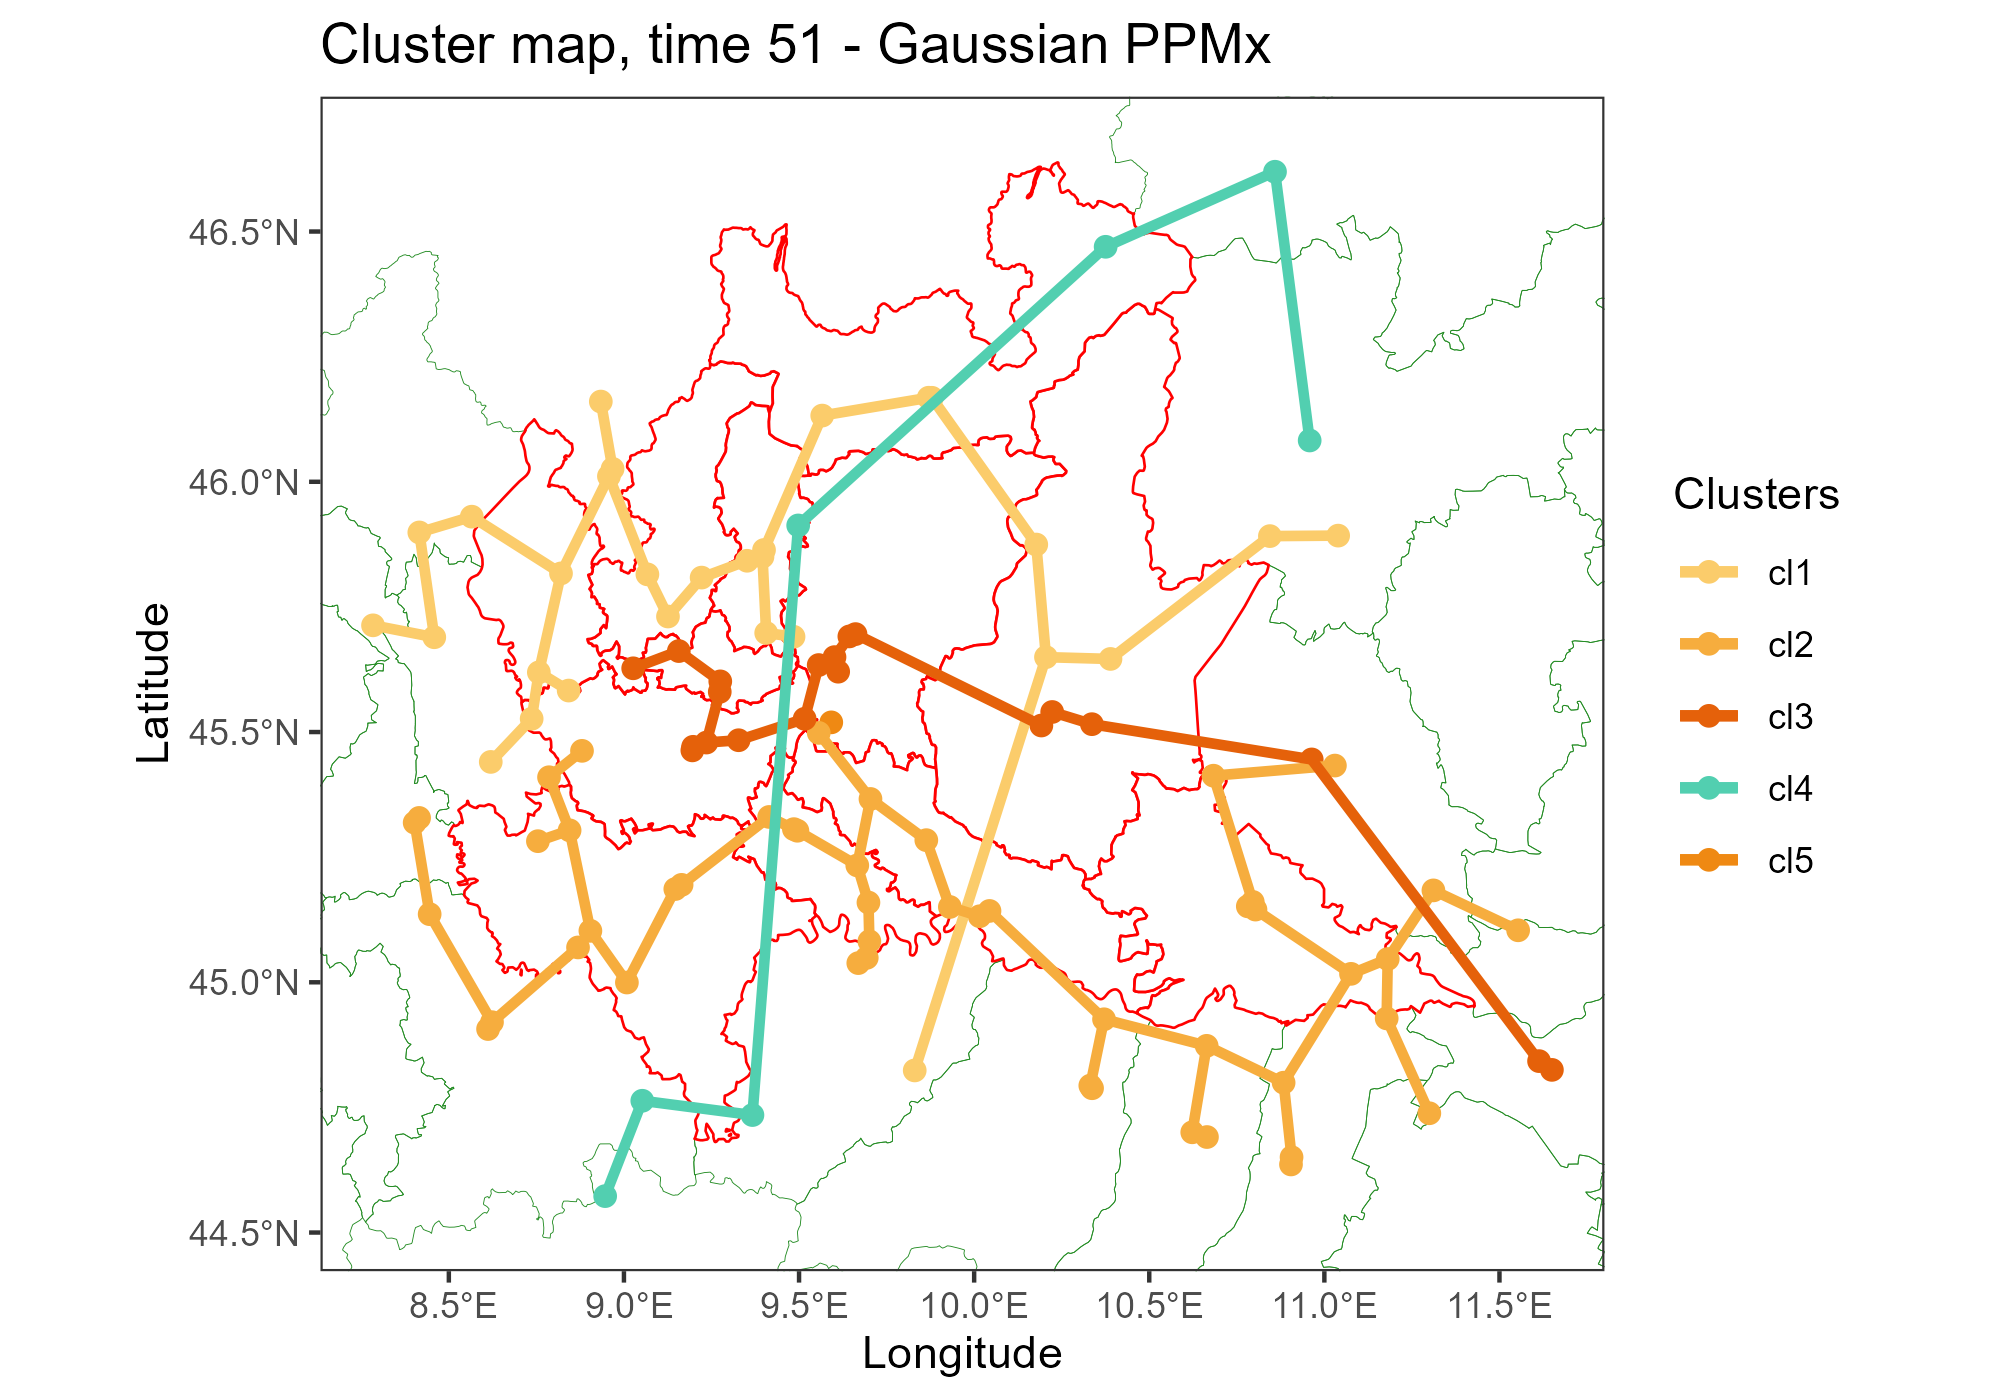 Cluster map, time 51 - Gaussian PPMx
46.5°N
46.0°N
45.5°N
45.0°N
44.5°N
Latitude
8.5°E
9.0°E
9.5°E
10.0°E
10.5°E
11.0°E
11.5°E
Longitude
Clusters
cl1
cl2
cl3
cl4
cl5